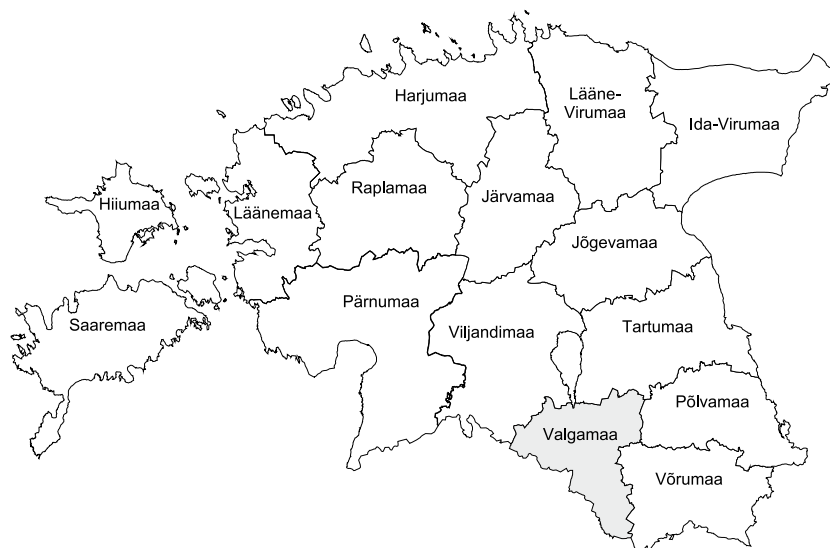 Harjumaa
Lääne-
Virumaa
Ida-Virumaa
Hiiumaa
Läänemaa
Raplamaa
Järvamaa
Jõgevamaa
Saaremaa
Pärnumaa
Viljandimaa
Tartumaa
Valgamaa
Põlvamaa
Võrumaa